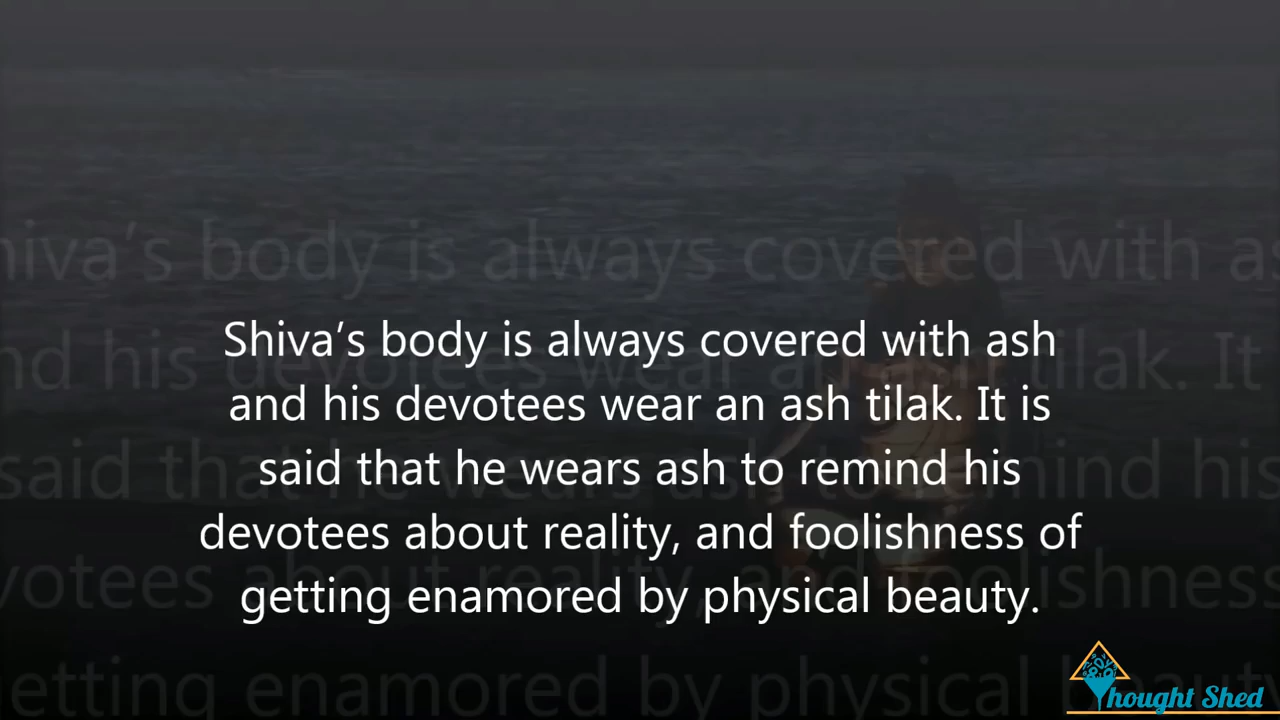 Shiva’s body is always covered with ash
and his devotees wear an ash tilak. It is
said that he wears ash to remind his
devotees about reality, and foolishness of
getting enamored by physical beauty.
Thought Shed